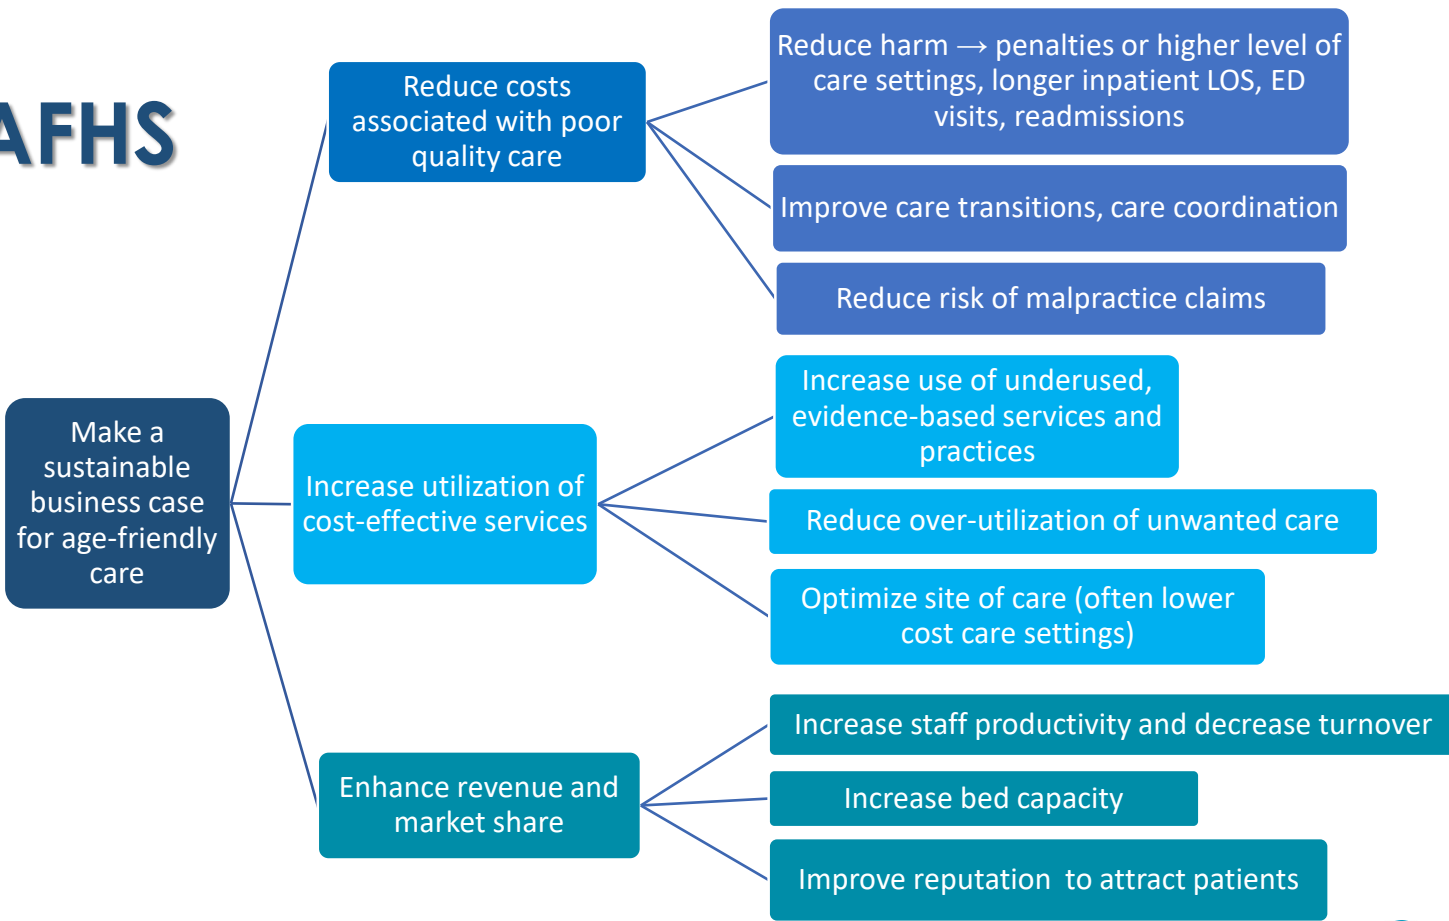 AFHS
Make a
sustainable
business case
for age-friendly
care
Reduce costs
associated with poor
quality care
Reduce harm → penalties or higher level of
care settings, longer inpatient LOS, ED
visits, readmissions
Improve care transitions, care coordination
Reduce risk of malpractice claims
Increase utilization of
cost-effective services
Increase use of underused,
evidence-based services and
practices
Reduce over-utilization of unwanted care
Optimize site of care (often lower
cost care settings)
Enhance revenue and
market share
Increase staff productivity and decrease turnover
Increase bed capacity
Improve reputation  to attract patients